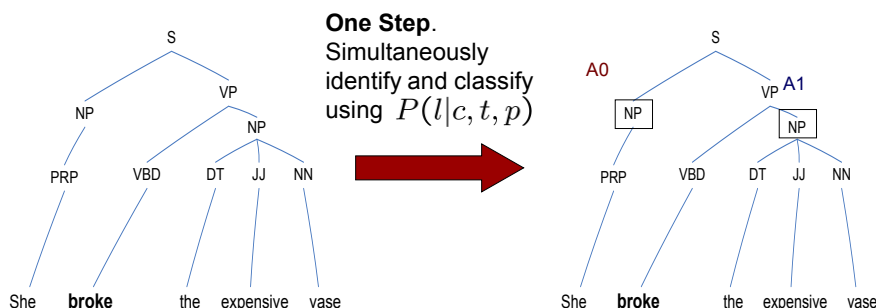 One Step.
Simultaneously
identify and classify
using P(l|c, t, p)
S
NP VP
NP
PRP VBD DT JJ NN
She broke the expensive vase
S
A0 A1
VP
NP NP
PRP VBD DT JJ NN
She broke the expensive vase